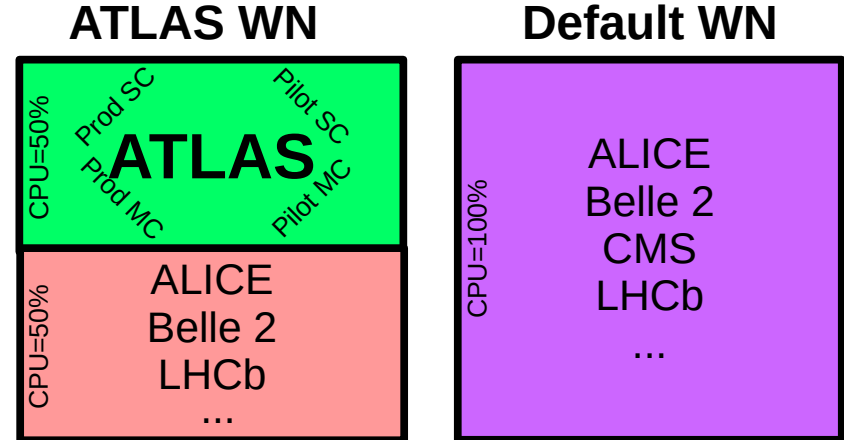 ATLAS WN
CPU=50%
Prod SC
Pilot SC
ATLAS
Prod MC
Pilot MC
CPU=50%
ALICE
Belle 2
LHCb
...
Default WN
CPU=100%
ALICE
Belle 2
CMS
LHCb
...